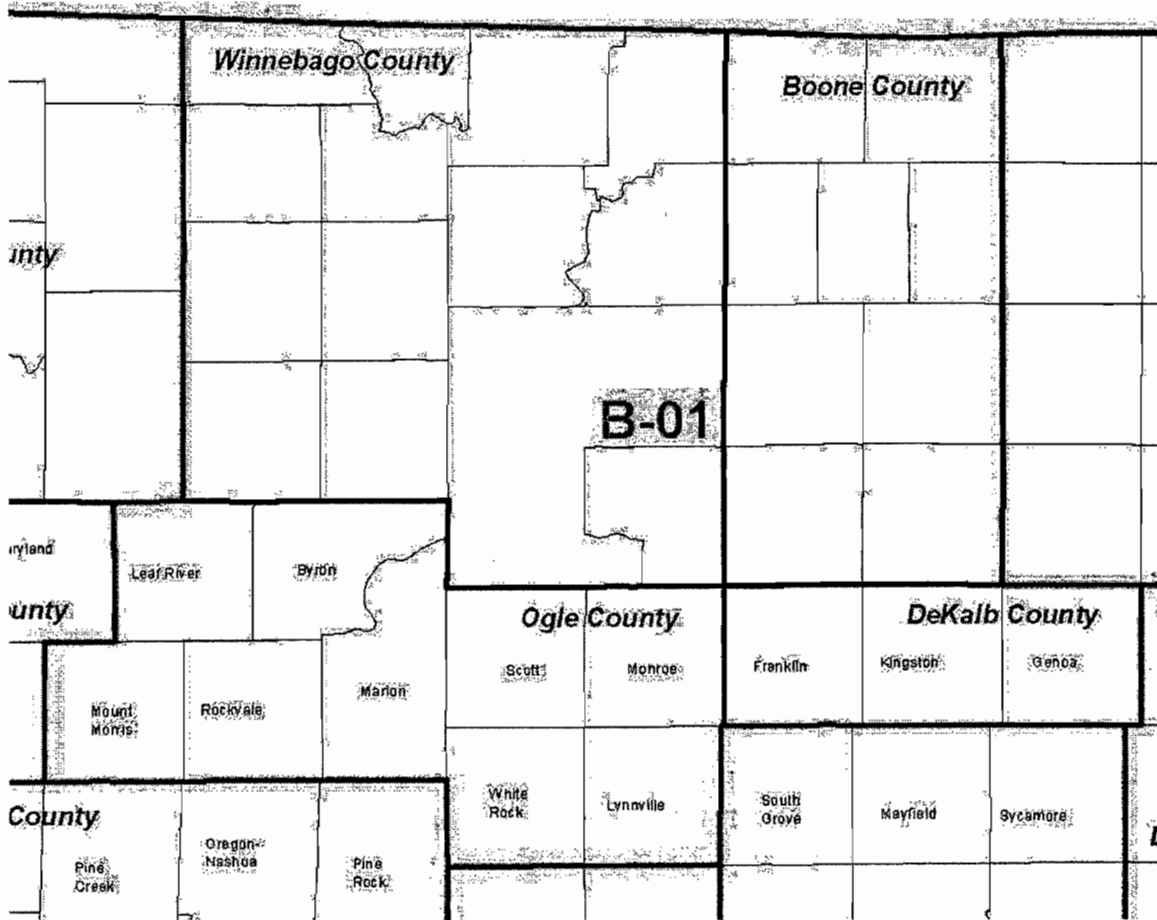 Winnebago County
Boone County
unty
B-01
ryland
Leaf River
Byron
ounty
Ogle County
DeKalb County
Scott
Monroe
Franklin
Kingston
Genoa
Mount
Morris
Rockvale
Marion
White
Rock
Lynnville
South
Grove
Mayfield
Sycamore
County
Pine
Creek
Oregon-
Nashua
Pine
Rock